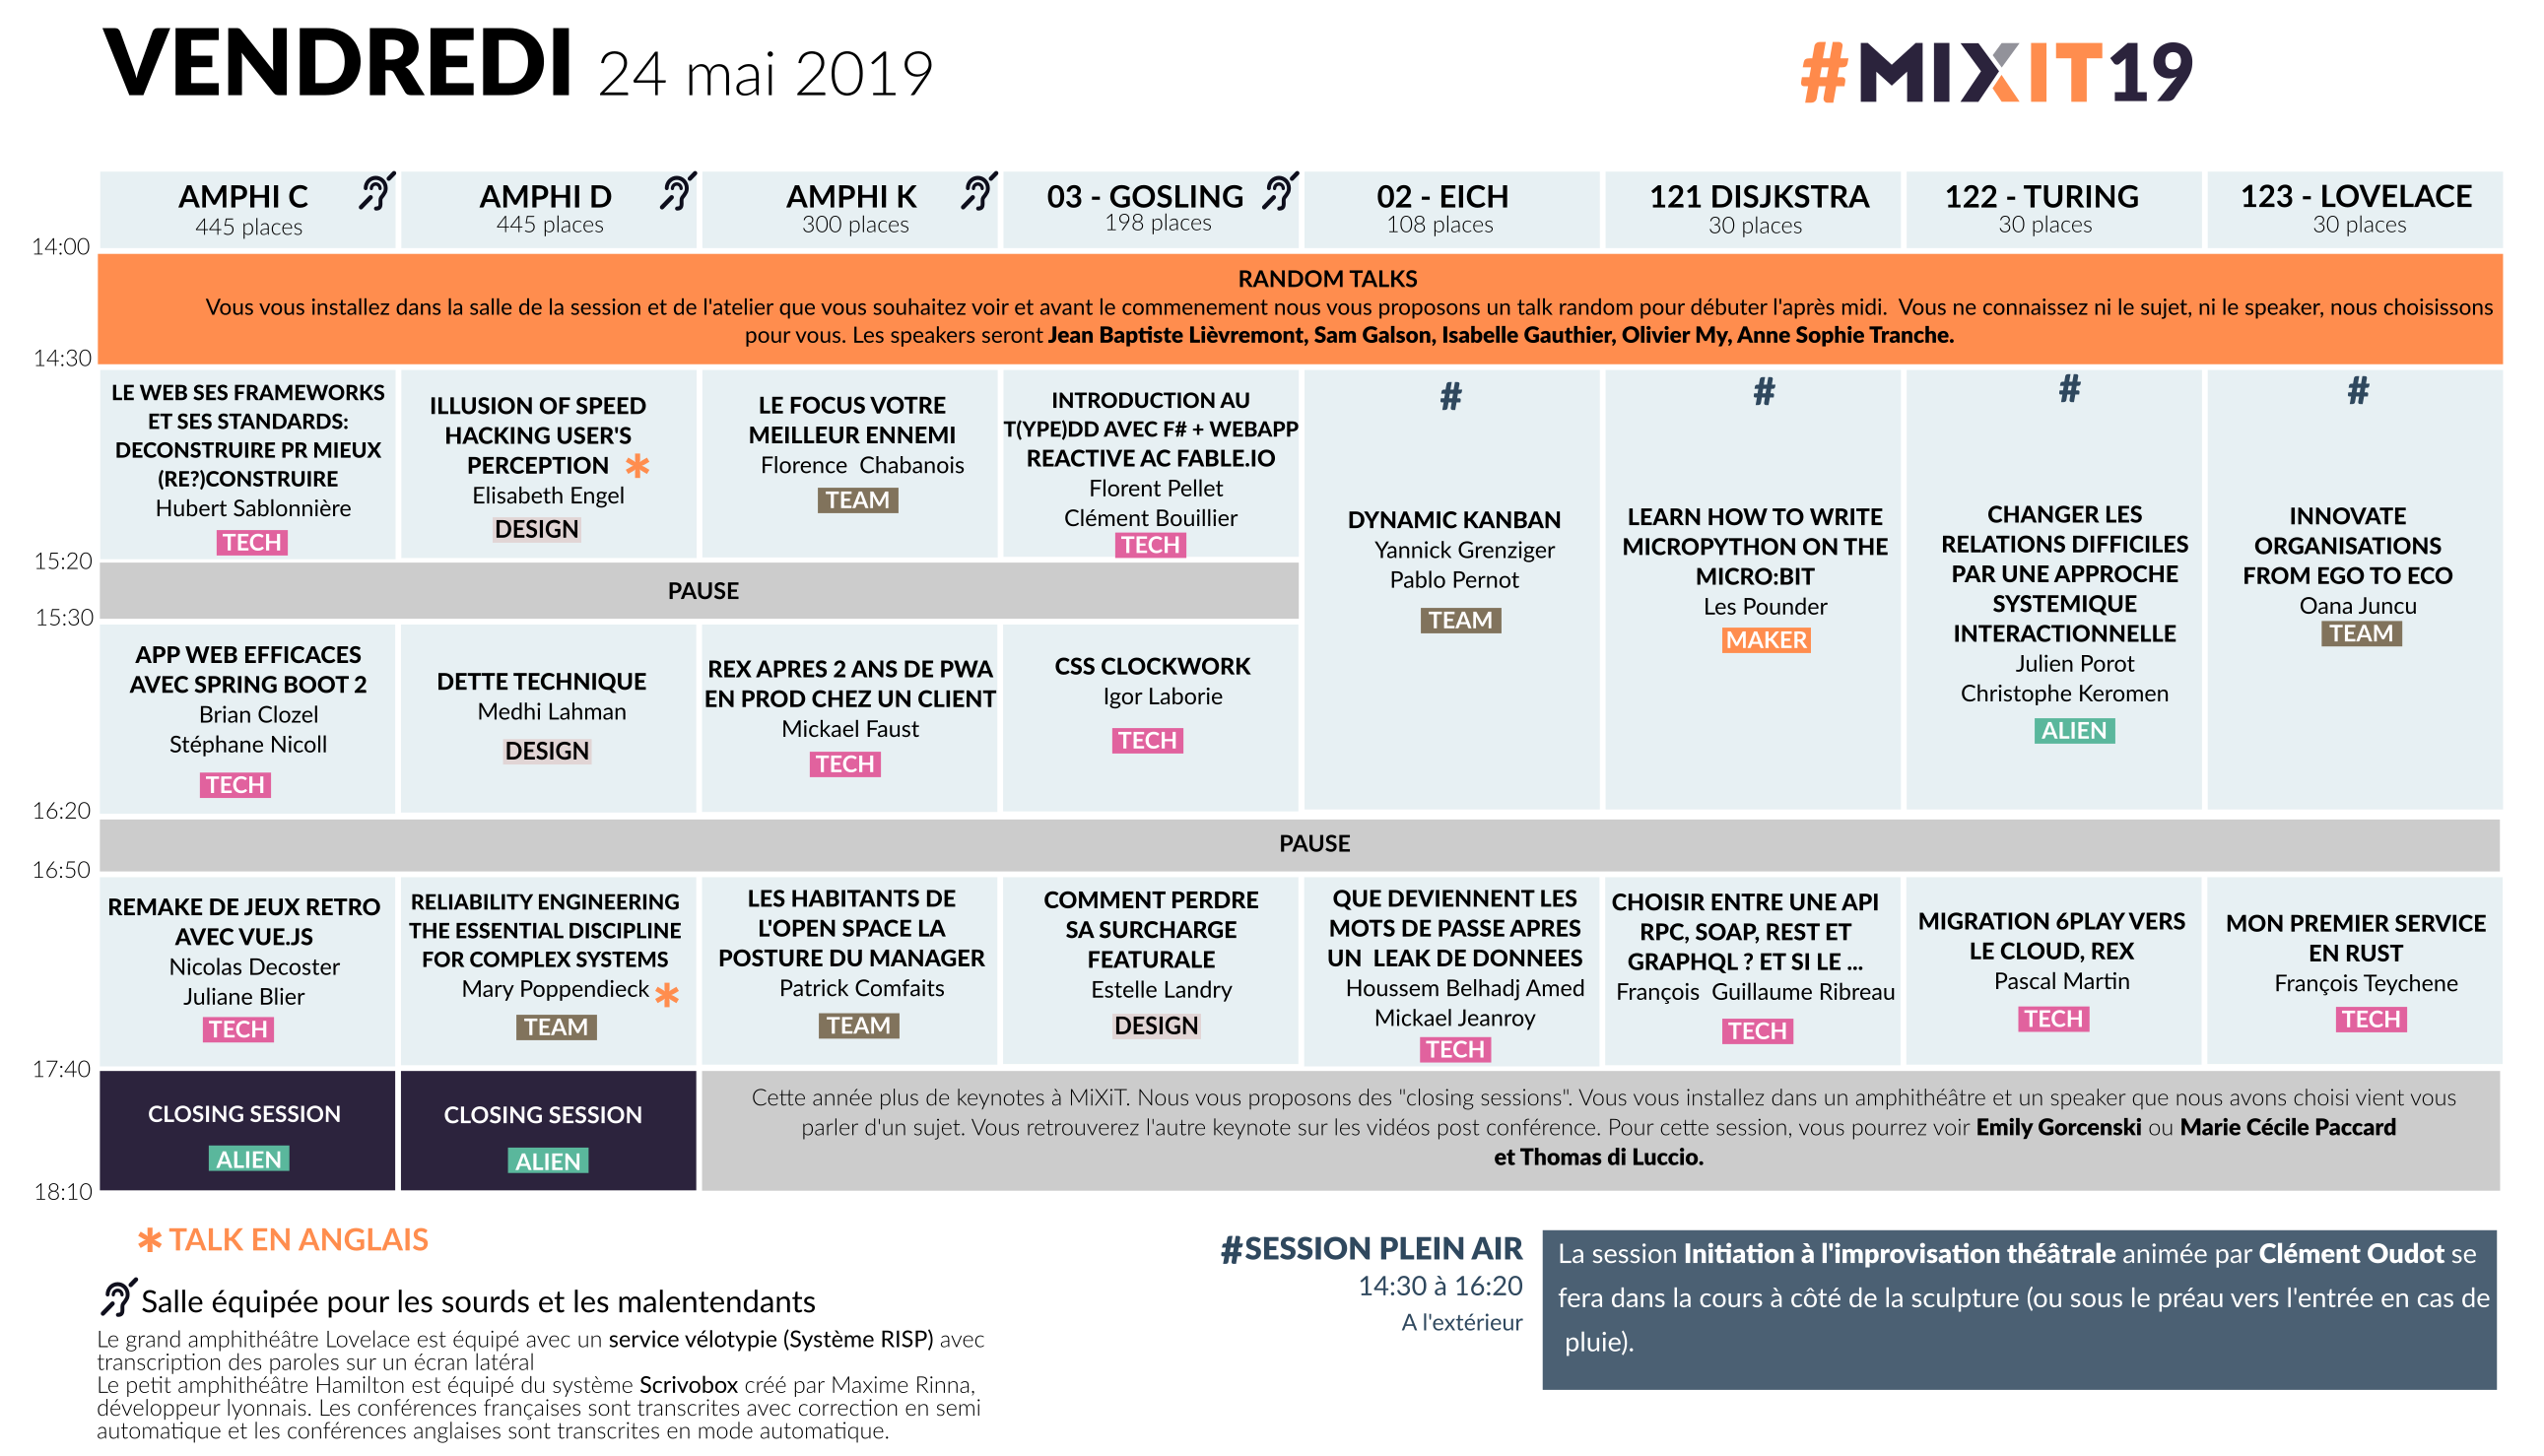 VENDREDI 24 mai 2019
#MIXIT19
AMPHI C
445 places
AMPHI D
445 places
AMPHI K
300 places
03 - GOSLING
198 places
02 - EICH
108 places
121 DISJKSTRA
30 places
122 - TURING
30 places
123 - LOVELACE
30 places
14:00
RANDOM TALKS
Vous vous installez dans la salle de la session et de l'atelier que vous souhaitez voir et avant le commenement nous vous proposons un talk random pour débuter l'après midi. Vous ne connaissez ni le sujet, ni le speaker, nous choisissons
pour vous. Les speakers seront Jean Baptiste Lièvremont, Sam Galson, Isabelle Gauthier, Olivier My, Anne Sophie Tranche.
14:30
LE WEB SES FRAMEWORKS
ET SES STANDARDS:
DECONSTRUIRE PR MIEUX
(RE?)CONSTRUIRE
Hubert Sablonnière
TECH
ILLUSION OF SPEED
HACKING USER'S
PERCEPTION *
Elisabeth Engel
DESIGN
LE FOCUS VOTRE
MEILLEUR ENNEMI
Florence Chabanois
TEAM
INTRODUCTION AU
T(YPE)DD AVEC F# + WEBAPP
REACTIVE AC FABLE.IO
Florent Pellet
Clément Bouillier
TECH
#
DYNAMIC KANBAN
Yannick Grenziger
Pablo Pernot
TEAM
#
LEARN HOW TO WRITE
MICROPYTHON ON THE
MICRO:BIT
Les Pounder
MAKER
#
CHANGER LES
RELATIONS DIFFICILES
PAR UNE APPROCHE
SYSTEMIQUE
INTERACTIONNELLE
Julien Porot
Christophe Keromen
ALIEN
#
INNOVATE
ORGANISATIONS
FROM EGO TO ECO
Oana Juncu
TEAM
15:20
PAUSE
15:30
APP WEB EFFICACES
AVEC SPRING BOOT 2
Brian Clozel
Stéphane Nicoll
TECH
DETTE TECHNIQUE
Medhi Lahman
DESIGN
REX APRES 2 ANS DE PWA
EN PROD CHEZ UN CLIENT
Mickael Faust
TECH
CSS CLOCKWORK
Igor Laborie
TECH
16:20
PAUSE
16:50
REMAKE DE JEUX RETRO
AVEC VUE.JS
Nicolas Decoster
Juliane Blier
TECH
RELIABILITY ENGINEERING
THE ESSENTIAL DISCIPLINE
FOR COMPLEX SYSTEMS
Mary Poppendieck *
TEAM
LES HABITANTS DE
L'OPEN SPACE LA
POSTURE DU MANAGER
Patrick Comfaits
TEAM
COMMENT PERDRE
SA SURCHARGE
FEATURALE
Estelle Landry
DESIGN
QUE DEVIENNENT LES
MOTS DE PASSE APRES
UN LEAK DE DONNEES
Houssem Belhadj Amed
Mickael Jeanroy
TECH
CHOISIR ENTRE UNE API
RPC, SOAP, REST ET
GRAPHQL ? ET SI LE ...
François Guillaume Ribreau
TECH
MIGRATION 6PLAY VERS
LE CLOUD, REX
Pascal Martin
TECH
MON PREMIER SERVICE
EN RUST
François Teychene
TECH
17:40
CLOSING SESSION
ALIEN
CLOSING SESSION
ALIEN
Cette année plus de keynotes à MiXiT. Nous vous proposons des "closing sessions". Vous vous installez dans un amphithéâtre et un speaker que nous avons choisi vient vous
parler d'un sujet. Vous retrouverez l'autre keynote sur les vidéos post conférence. Pour cette session, vous pourrez voir Emily Gorcenski ou Marie Cécile Paccard
et Thomas di Luccio.
18:10
* TALK EN ANGLAIS
Salle équipée pour les sourds et les malentendants
Le grand amphithéâtre Lovelace est équipé avec un service vélotypie (Système RISP) avec
transcription des paroles sur un écran latéral
Le petit amphithéâtre Hamilton est équipé du système Scrivobox créé par Maxime Rinna,
développeur lyonnais. Les conférences françaises sont transcrites avec correction en semi
automatique et les conférences anglaises sont transcrites en mode automatique.
#SESSION PLEIN AIR
14:30 à 16:20
A l'extérieur
La session Initiation à l'improvisation théâtrale animée par Clément Oudot se
fera dans la cours à côté de la sculpture (ou sous le préau vers l'entrée en cas de
pluie).